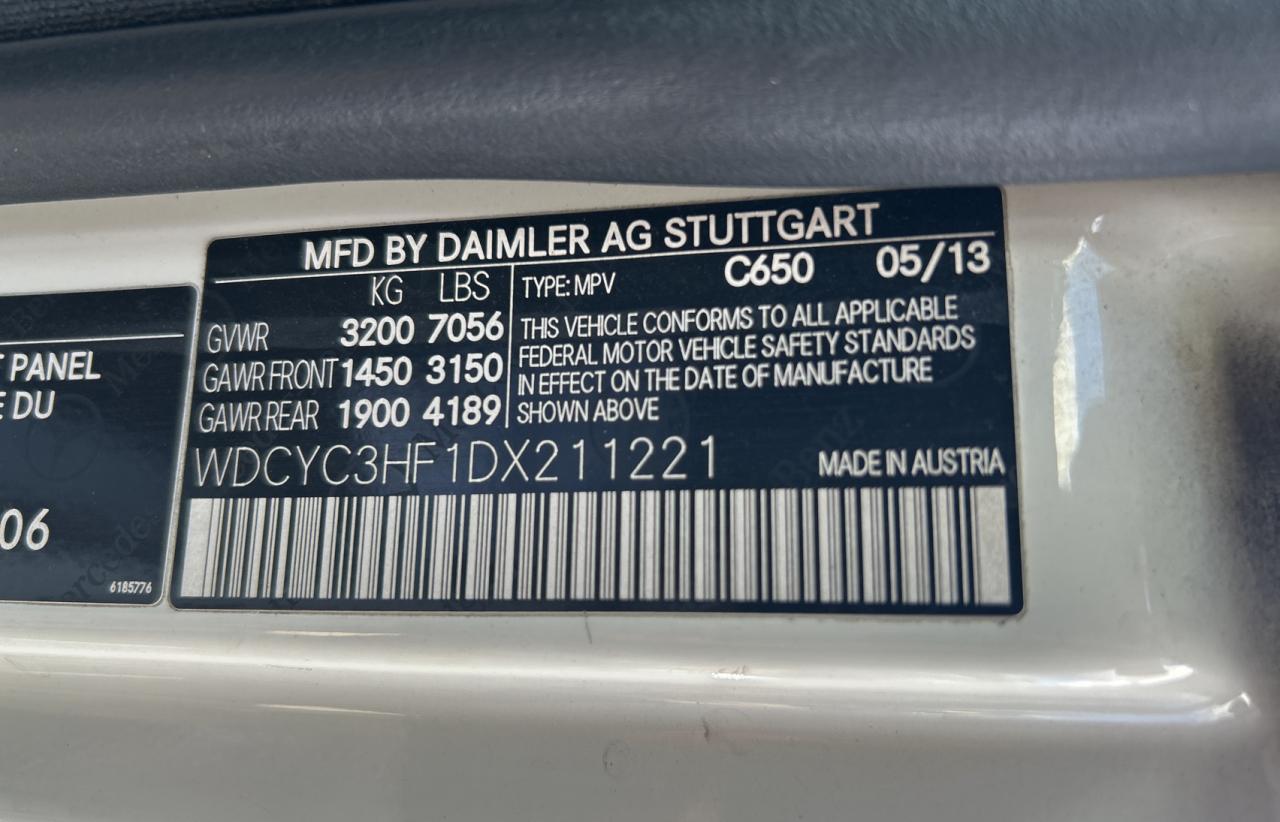 MFD BY DAIMLER AG STUTTGART
KG LBS
GVWR 3200 7056
GAWR FRONT 1450 3150
GAWR REAR 1900 4189
TYPE: MPV C650 05/13
THIS VEHICLE CONFORMS TO ALL APPLICABLE
FEDERAL MOTOR VEHICLE SAFETY STANDARDS
IN EFFECT ON THE DATE OF MANUFACTURE
SHOWN ABOVE
WDCYC3HF1DX211221
MADE IN AUSTRIA
PANEL
DU
06
6185776